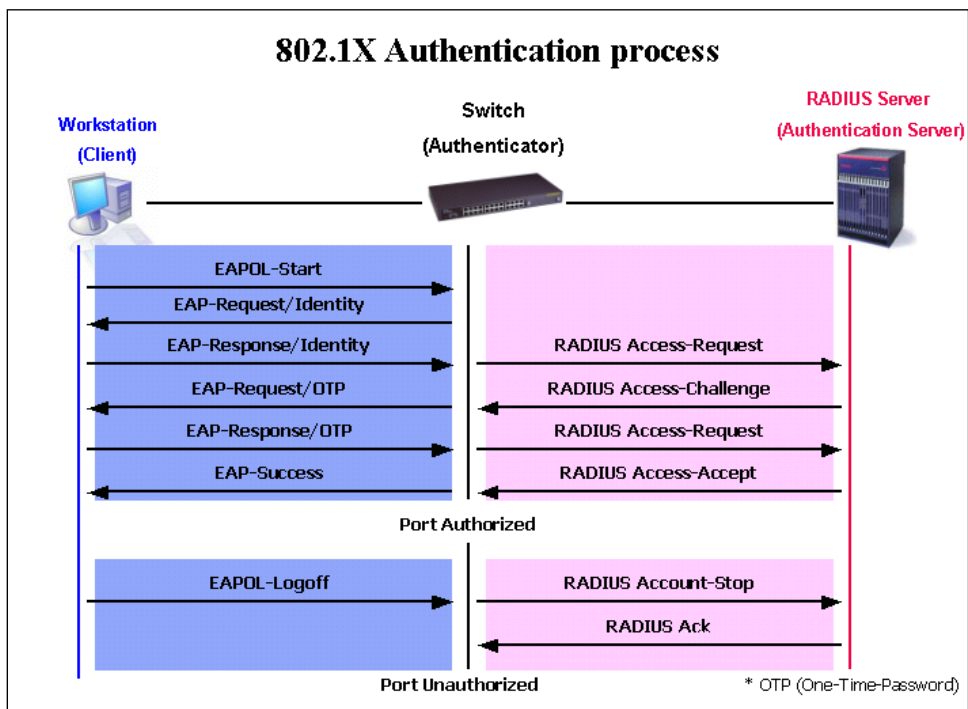 802.1X Authentication process
Workstation
(Client)
Switch
(Authenticator)
RADIUS Server
(Authentication Server)
EAPOL-Start
EAP-Request/Identity
EAP-Response/Identity
RADIUS Access-Request
EAP-Request/OTP
RADIUS Access-Challenge
EAP-Response/OTP
RADIUS Access-Request
EAP-Success
RADIUS Access-Accept
Port Authorized
EAPOL-Logoff
RADIUS Account-Stop
RADIUS Ack
Port Unauthorized
* OTP (One-Time-Password)